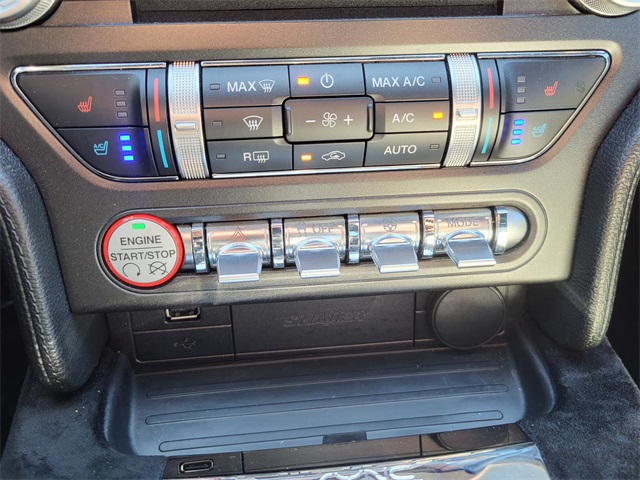 MAX
MAX A/C
A/C
A/C
R
AUTO
ENGINE
START/STOP
OFF
MODE